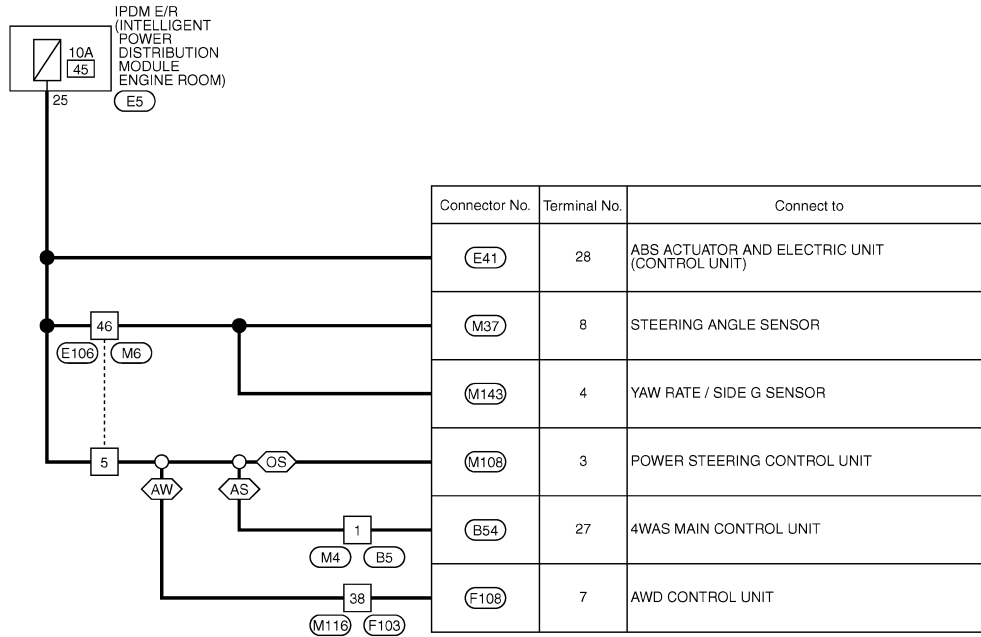 IPDM E/R
(INTELLIGENT
POWER
DISTRIBUTION
MODULE
ENGINE ROOM)
10A
45
25
E5
Connector No. Terminal No. Connect to
E41 28 ABS ACTUATOR AND ELECTRIC UNIT
(CONTROL UNIT)
46
E106 M6
M37 8 STEERING ANGLE SENSOR
M143 4 YAW RATE / SIDE G SENSOR
5 OS M108 3 POWER STEERING CONTROL UNIT
AW AS
1 B54 27 4WAS MAIN CONTROL UNIT
M4 B5
38 F108 7 AWD CONTROL UNIT
M116 F103